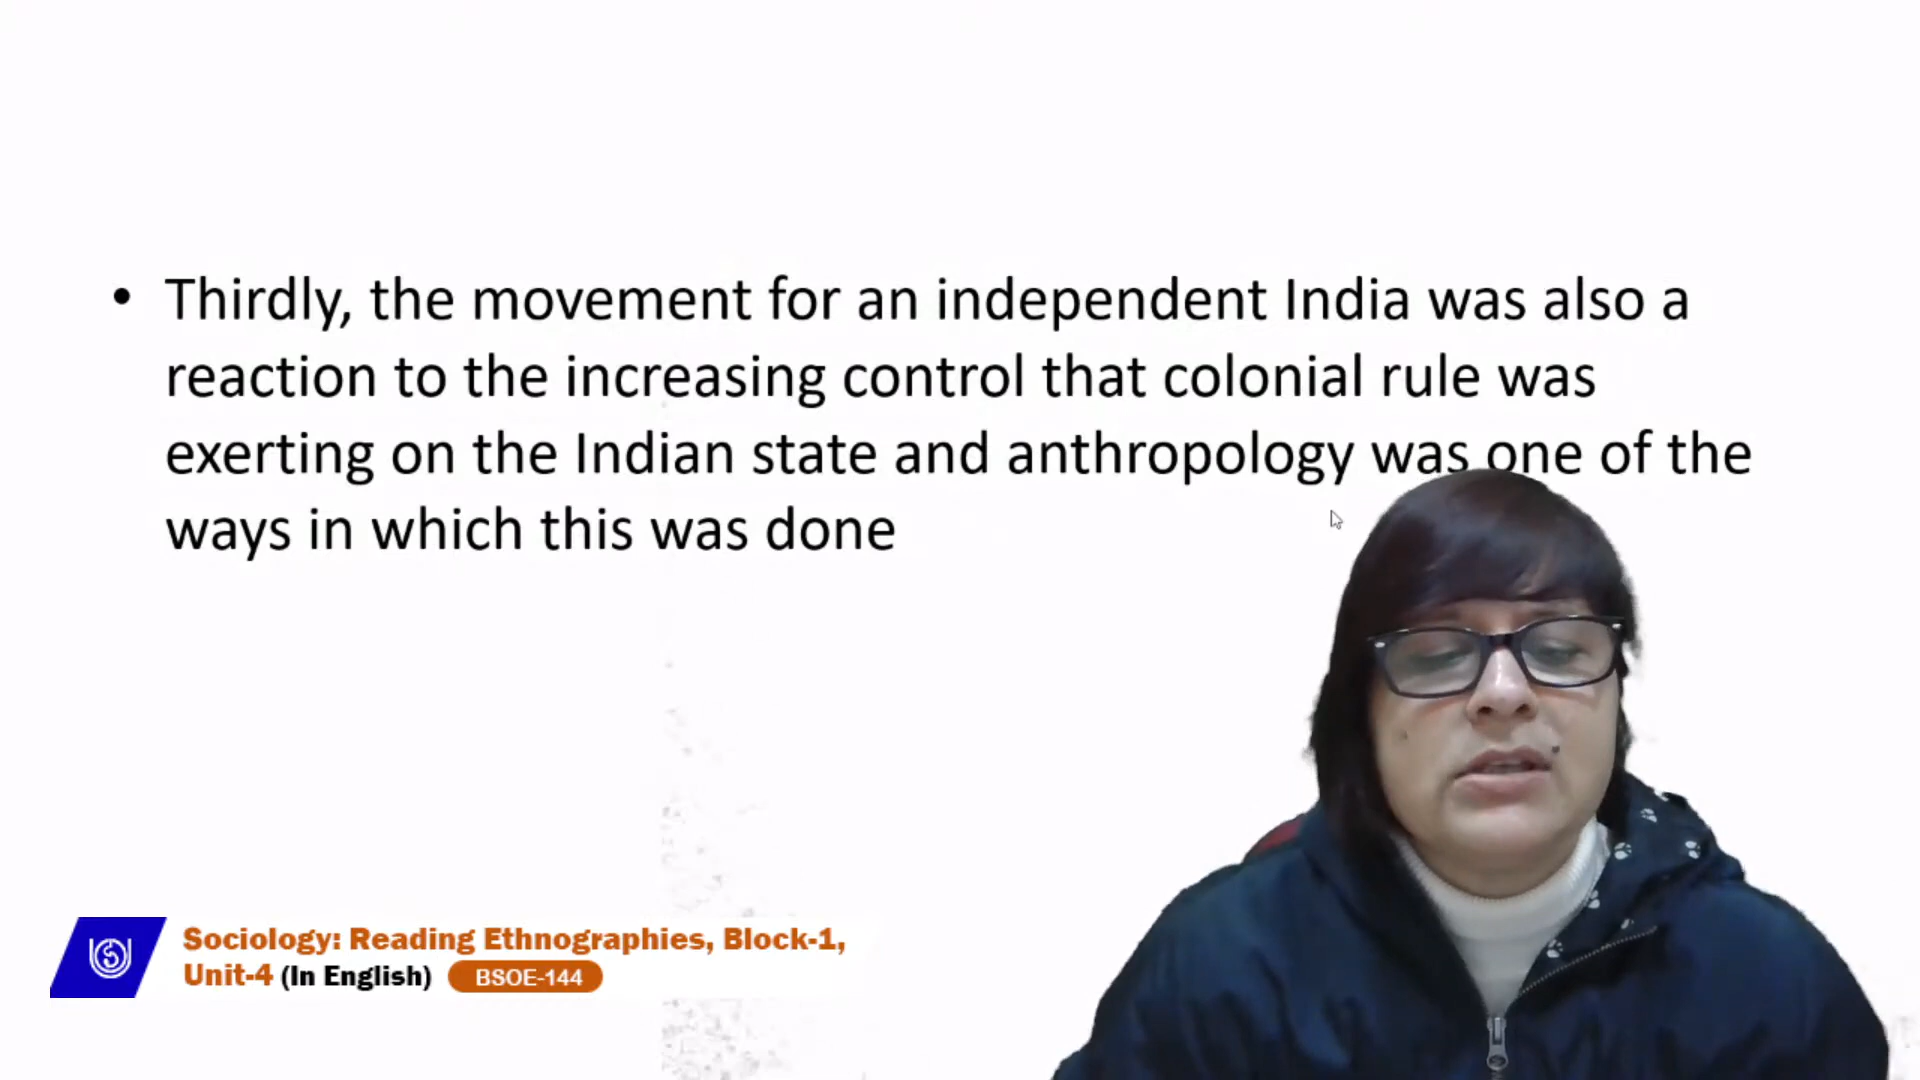 • Thirdly, the movement for an independent India was also a
reaction to the increasing control that colonial rule was
exerting on the Indian state and anthropology was one of the
ways in which this was done
Sociology: Reading Ethnographies, Block-1,
Unit-4 (In English) BSOE-144